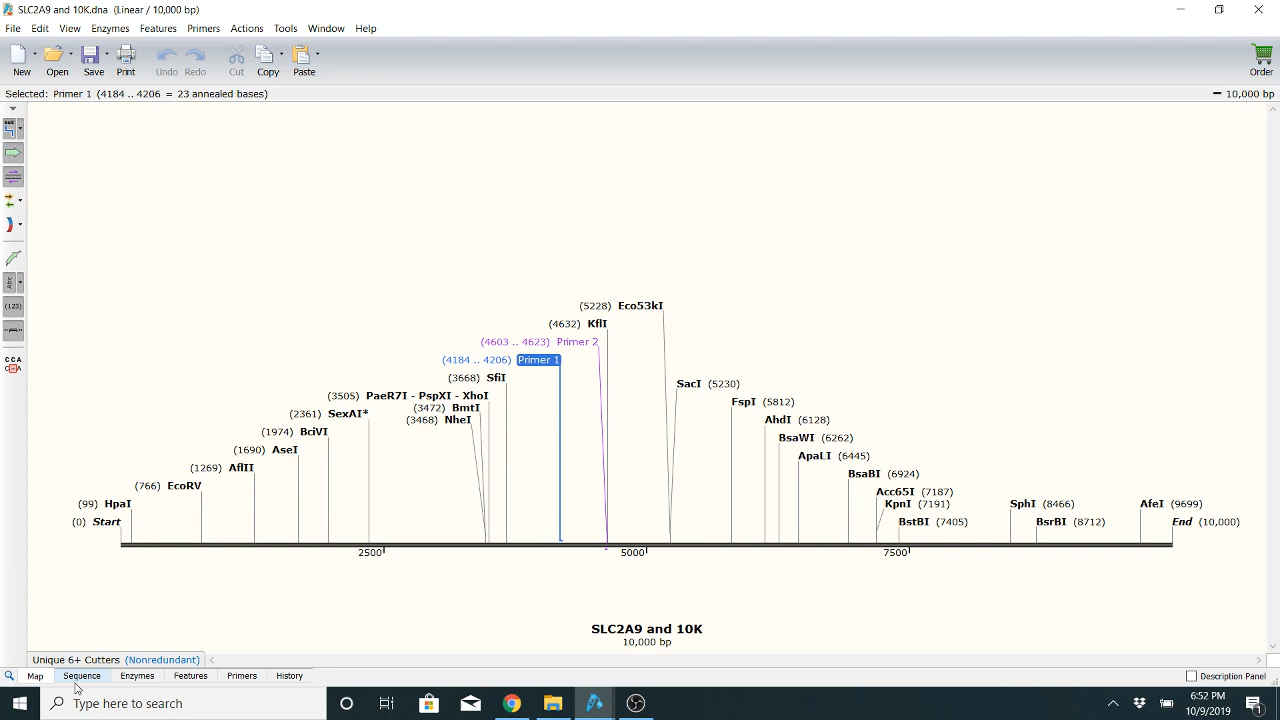 SLC2A9 and 10K.dna (Linear / 10,000 bp)
File Edit View Enzymes Features Primers Actions Tools Window Help
New Open Save Print Undo Redo Cut Copy Paste Order
Selected: Primer 1 (4184 .. 4206 = 23 annealed bases) 10,000 bp
(5228) Eco53kI
(4632) KflI
(4603 .. 4623) Primer 2
(4184 .. 4206) Primer 1
(3668) SfiI
SacI (5230)
(3505) PaeR7I - PspXI - XhoI
FspI (5812)
(3472) BmtI
(2361) SexAI*
(3468) NheI
AhdI (6128)
(1974) BciVI
BsaWI (6262)
(1690) AseI
ApaLI (6445)
(1269) AflII
BsaBI (6924)
(766) EcoRV
Acc65I (7187)
(99) HpaI
KpnI (7191)
SphI (8466)
AfeI (9699)
(0) Start
BstBI (7405)
BsrBI (8712)
End (10,000)
2500 5000 7500
SLC2A9 and 10K
10,000 bp
Unique 6+ Cutters (Nonredundant)
Map Sequence Enzymes Features Primers History Description Panel
Type here to search
6:52 PM
10/9/2019
Abc
(123)
CCA